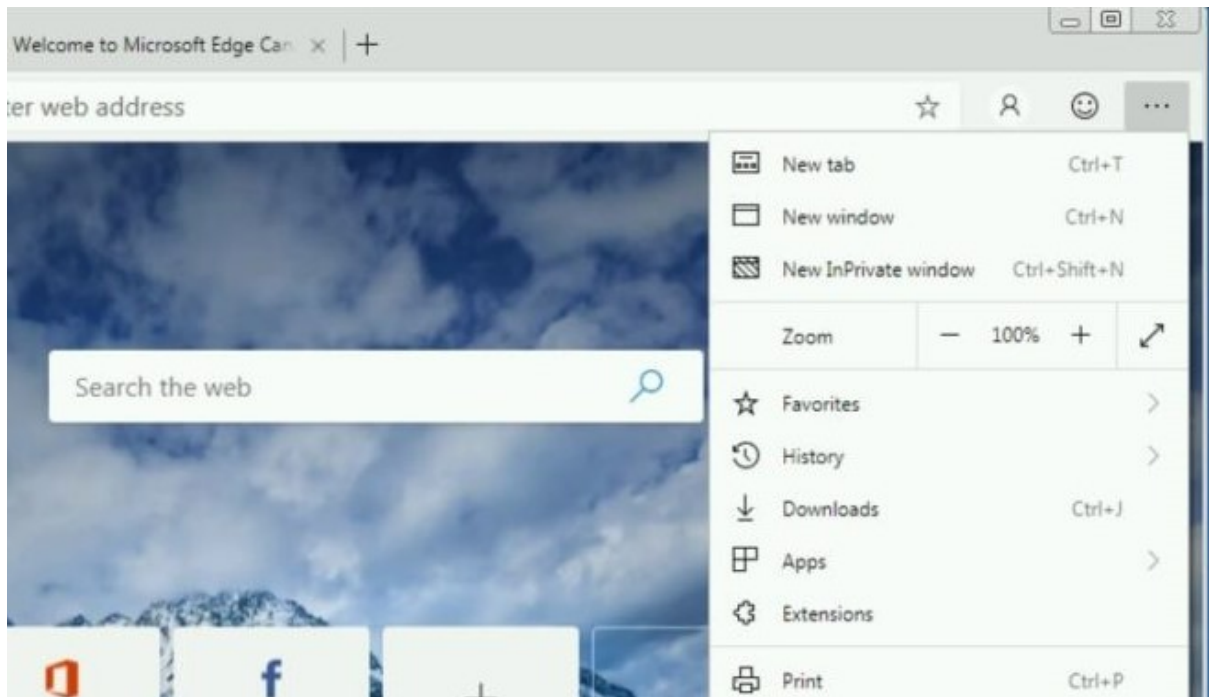 Welcome to Microsoft Edge Can
ter web address
New tab Ctrl+T
New window Ctrl+N
New InPrivate window Ctrl+Shift+N
Zoom − 100% +
Search the web
Favorites
History
Downloads Ctrl+J
Apps
Extensions
Print Ctrl+P